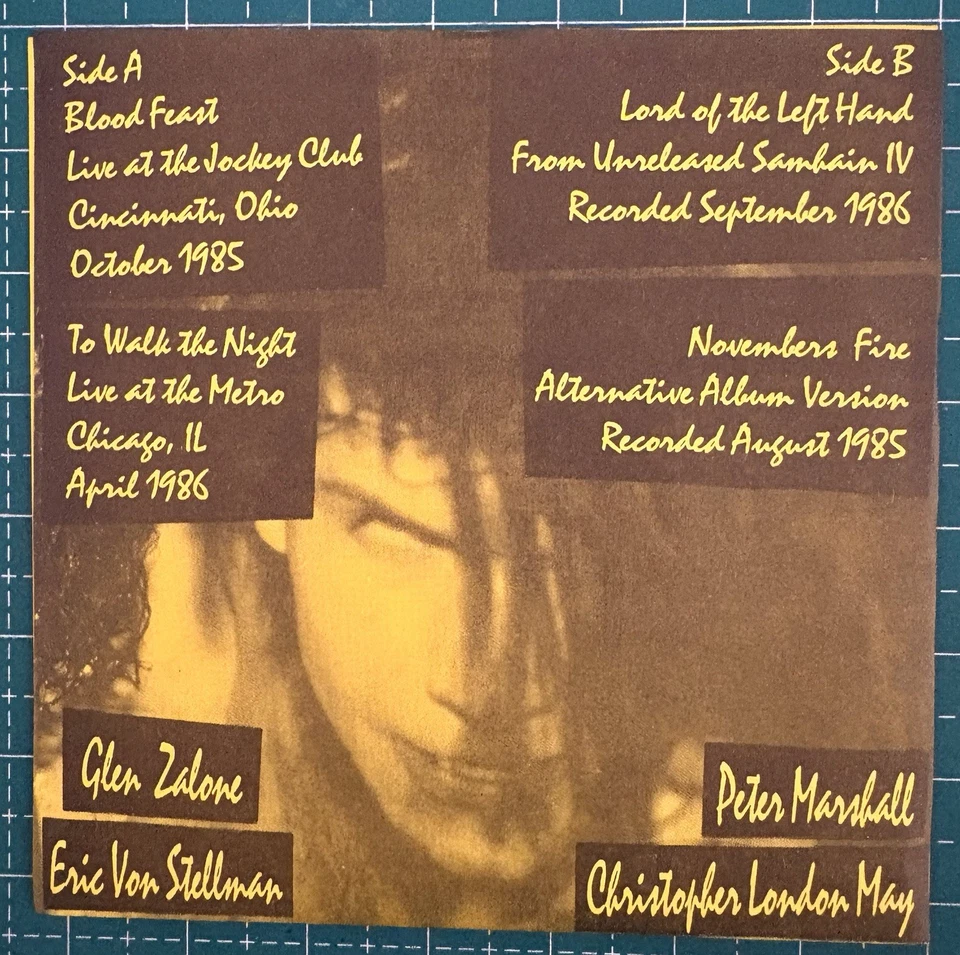 Side A
Blood Feast
Live at the Jockey Club
Cincinnati, Ohio
October 1985
To Walk the Night
Live at the Metro
Chicago, IL
April 1986
Side B
Lord of the Left Hand
From Unreleased Samhain IV
Recorded September 1986
Novembers Fire
Alternative Album Version
Recorded August 1985
Glen Zalone
Eric Von Stellman
Peter Marshall
Christopher London May